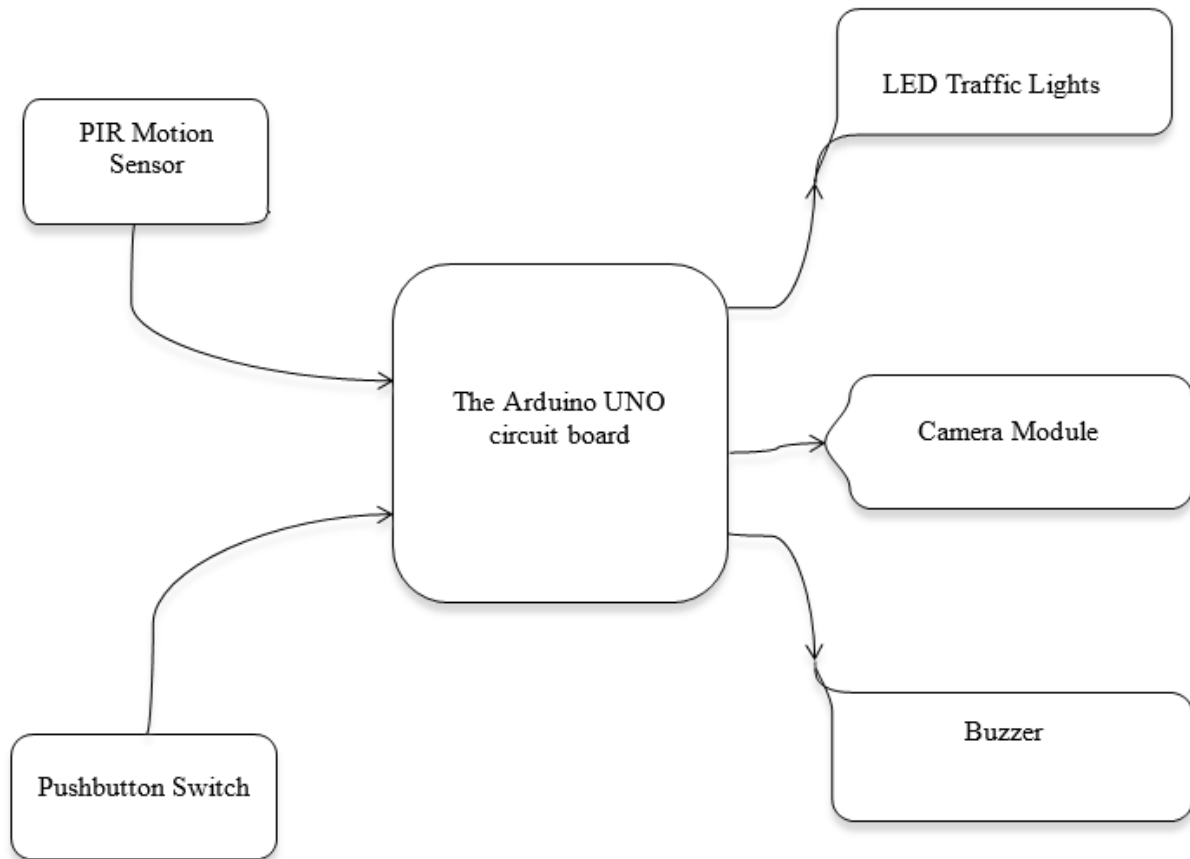 LED Traffic Lights
PIR Motion
Sensor
The Arduino UNO
circuit board
Camera Module
Buzzer
Pushbutton Switch